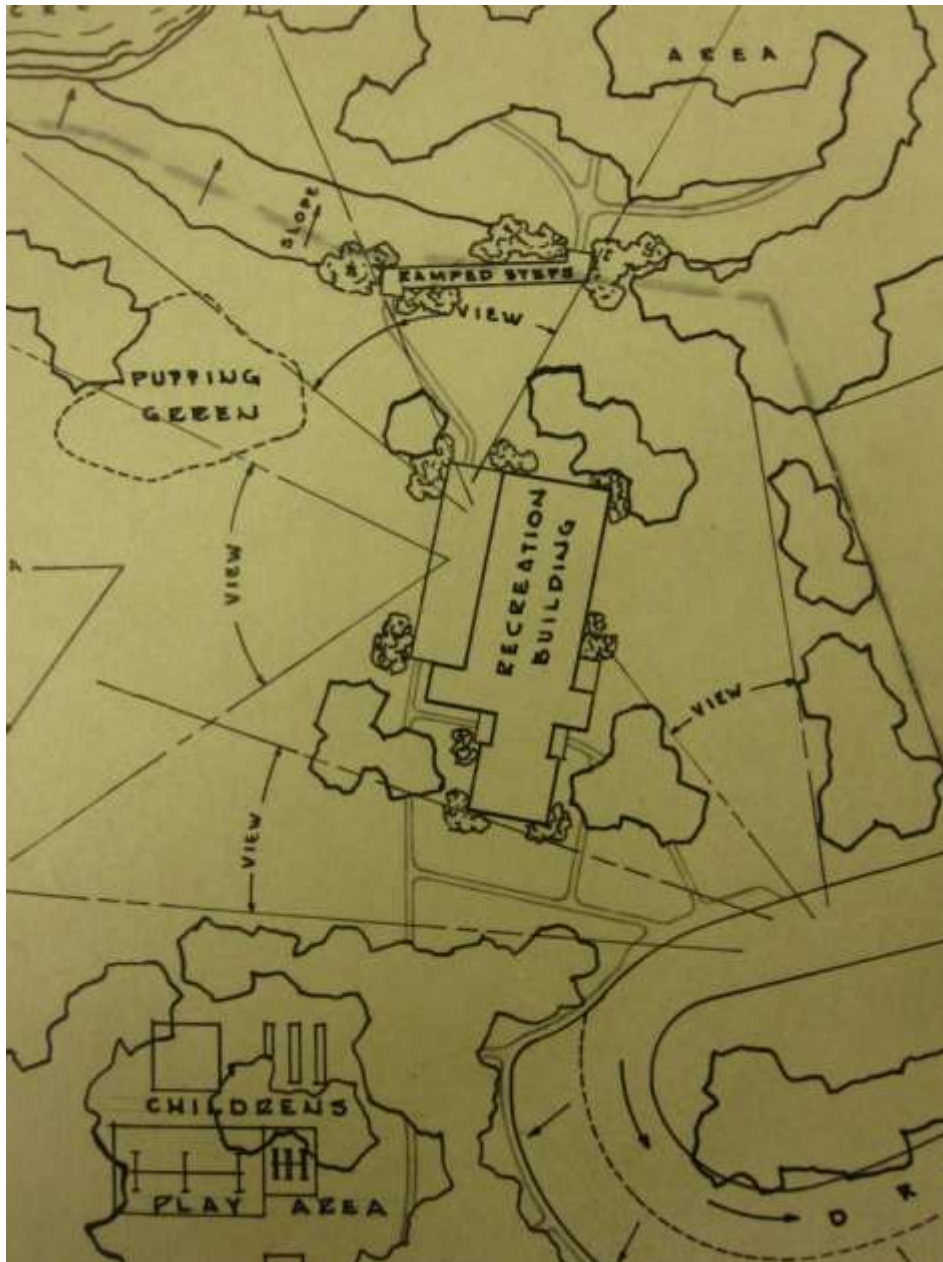 AREA
SLOPE
RAMPED STEPS
VIEW
PUTTING
GREEN
RECREATION
BUILDING
VIEW
VIEW
VIEW
CHILDRENS
PLAY AREA